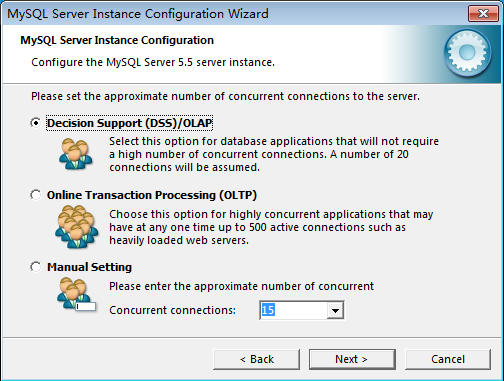 MySQL Server Instance Configuration Wizard
MySQL Server Instance Configuration
Configure the MySQL Server 5.5 server instance.
Please set the approximate number of concurrent connections to the server.
Decision Support (DSS)/OLAP
Select this option for database applications that will not require
a high number of concurrent connections. A number of 20
connections will be assumed.
Online Transaction Processing (OLTP)
Choose this option for highly concurrent applications that may
have at any one time up to 500 active connections such as
heavily loaded web servers.
Manual Setting
Please enter the approximate number of concurrent
Concurrent connections: 15
< Back Next > Cancel